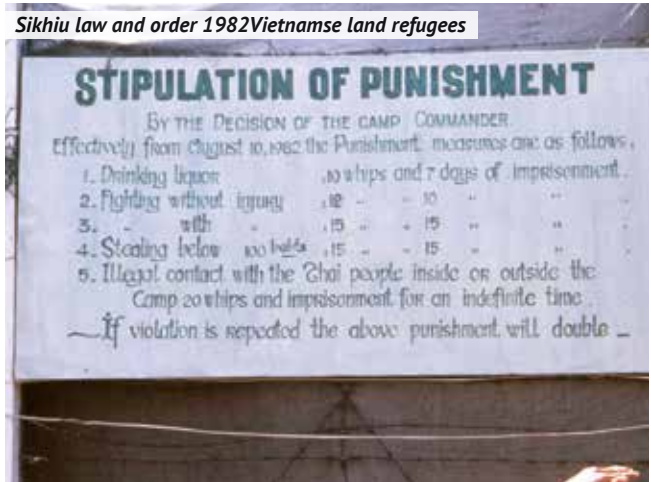 Sikhiu law and order 1982Vietnamse land refugees
STIPULATION OF PUNISHMENT
BY THE DECISION OF THE CAMP COMMANDER
Effectively from August 10, 1982 the Punishment measures are as follows,
1. Drinking liquor ,10 whips and 7 days of imprisonment.
2. Fighting without injury ,12 " " 10 " " .
3. " with " ,15 " " 15 " " .
4. Stealing below 100 bahts ,15 " " 15 " " .
5. Illegal contact with the Thai people inside or outside the
Camp 20 whips and imprisonment for an indefinite time.
If violation is repeated the above punishment will double